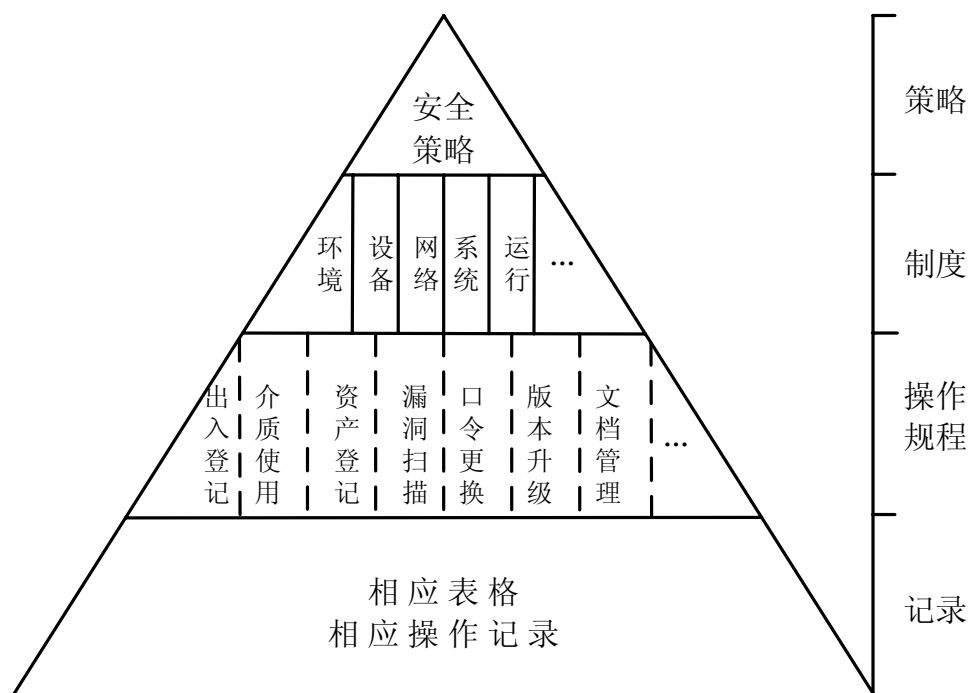 安全
策略
策略
环境
设备
网络
系统
运行
...
制度
出入登记
介质使用
资产登记
漏洞扫描
口令更换
版本升级
文档管理
...
操作
规程
相应表格
相应操作记录
记录